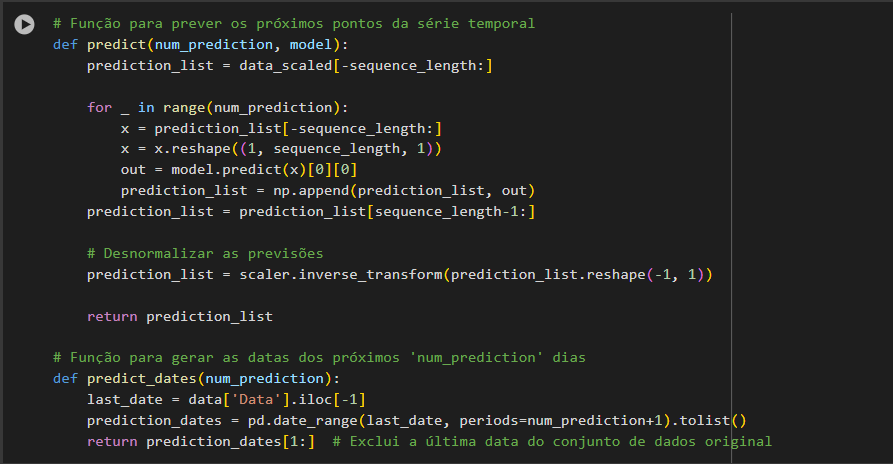 # Função para prever os próximos pontos da série temporal
def predict(num_prediction, model):
    prediction_list = data_scaled[-sequence_length:]

    for _ in range(num_prediction):
        x = prediction_list[-sequence_length:]
        x = x.reshape((1, sequence_length, 1))
        out = model.predict(x)[0][0]
        prediction_list = np.append(prediction_list, out)
    prediction_list = prediction_list[sequence_length-1:]

    # Desnormalizar as previsões
    prediction_list = scaler.inverse_transform(prediction_list.reshape(-1, 1))

    return prediction_list

# Função para gerar as datas dos próximos 'num_prediction' dias
def predict_dates(num_prediction):
    last_date = data['Data'].iloc[-1]
    prediction_dates = pd.date_range(last_date, periods=num_prediction+1).tolist()
    return prediction_dates[1:]  # Exclui a última data do conjunto de dados original